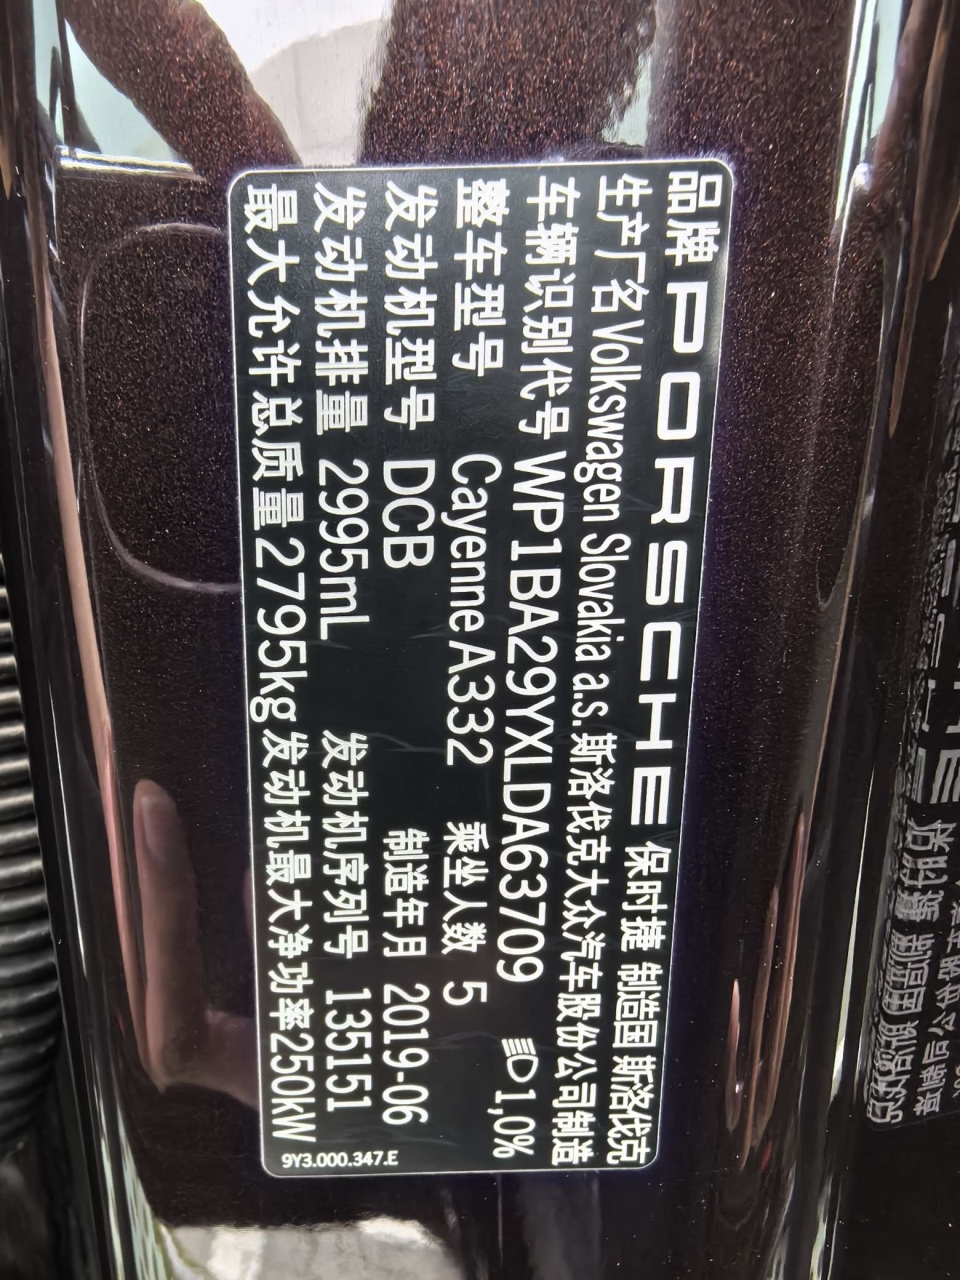 品牌 PORSCHE 保时捷 制造国 斯洛伐克
生产厂名 Volkswagen Slovakia a.s. 斯洛伐克大众汽车股份公司制造
车辆识别代号 WP1BA29YXLDA63709 1,0%
整车型号 Cayenne A332 乘坐人数 5
发动机型号 DCB 制造年月 2019-06
发动机排量 2995mL 发动机序列号 135151
最大允许总质量 2795kg 发动机最大净功率250kW
9Y3.000.347.E